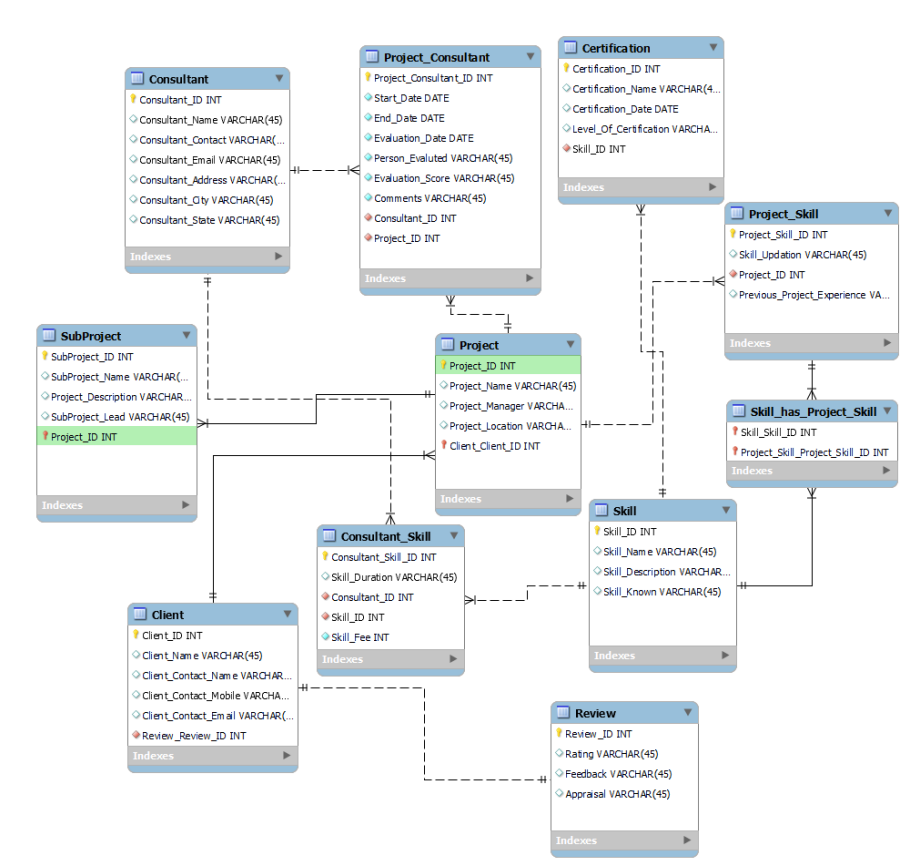 Consultant
Consultant_ID INT
Consultant_Name VARCHAR(45)
Consultant_Contact VARCHAR(...
Consultant_Email VARCHAR(45)
Consultant_Address VARCHAR(...
Consultant_City VARCHAR(45)
Consultant_State VARCHAR(45)
Indexes
Project_Consultant
Project_Consultant_ID INT
Start_Date DATE
End_Date DATE
Evaluation_Date DATE
Person_Evaluted VARCHAR(45)
Evaluation_Score VARCHAR(45)
Comments VARCHAR(45)
Consultant_ID INT
Project_ID INT
Indexes
Certification
Certification_ID INT
Certification_Name VARCHAR(4...
Certification_Date DATE
Level_Of_Certification VARCHA...
Skill_ID INT
Indexes
Project_Skill
Project_Skill_ID INT
Skill_Updation VARCHAR(45)
Project_ID INT
Previous_Project_Experience VA...
Indexes
SubProject
SubProject_ID INT
SubProject_Name VARCHAR(...
Project_Description VARCHAR...
SubProject_Lead VARCHAR(45)
Project_ID INT
Indexes
Project
Project_ID INT
Project_Name VARCHAR(45)
Project_Manager VARCHA...
Project_Location VARCHA...
Client_Client_ID INT
Indexes
Skill_has_Project_Skill
Skill_Skill_ID INT
Project_Skill_Project_Skill_ID INT
Indexes
Consultant_Skill
Consultant_Skill_ID INT
Skill_Duration VARCHAR(45)
Consultant_ID INT
Skill_ID INT
Skill_Fee INT
Indexes
Skill
Skill_ID INT
Skill_Name VARCHAR(45)
Skill_Description VARCHAR...
Skill_Known VARCHAR(45)
Indexes
Client
Client_ID INT
Client_Name VARCHAR(45)
Client_Contact_Name VARCHAR...
Client_Contact_Mobile VARCHA...
Client_Contact_Email VARCHAR(...
Review_Review_ID INT
Indexes
Review
Review_ID INT
Rating VARCHAR(45)
Feedback VARCHAR(45)
Appraisal VARCHAR(45)
Indexes